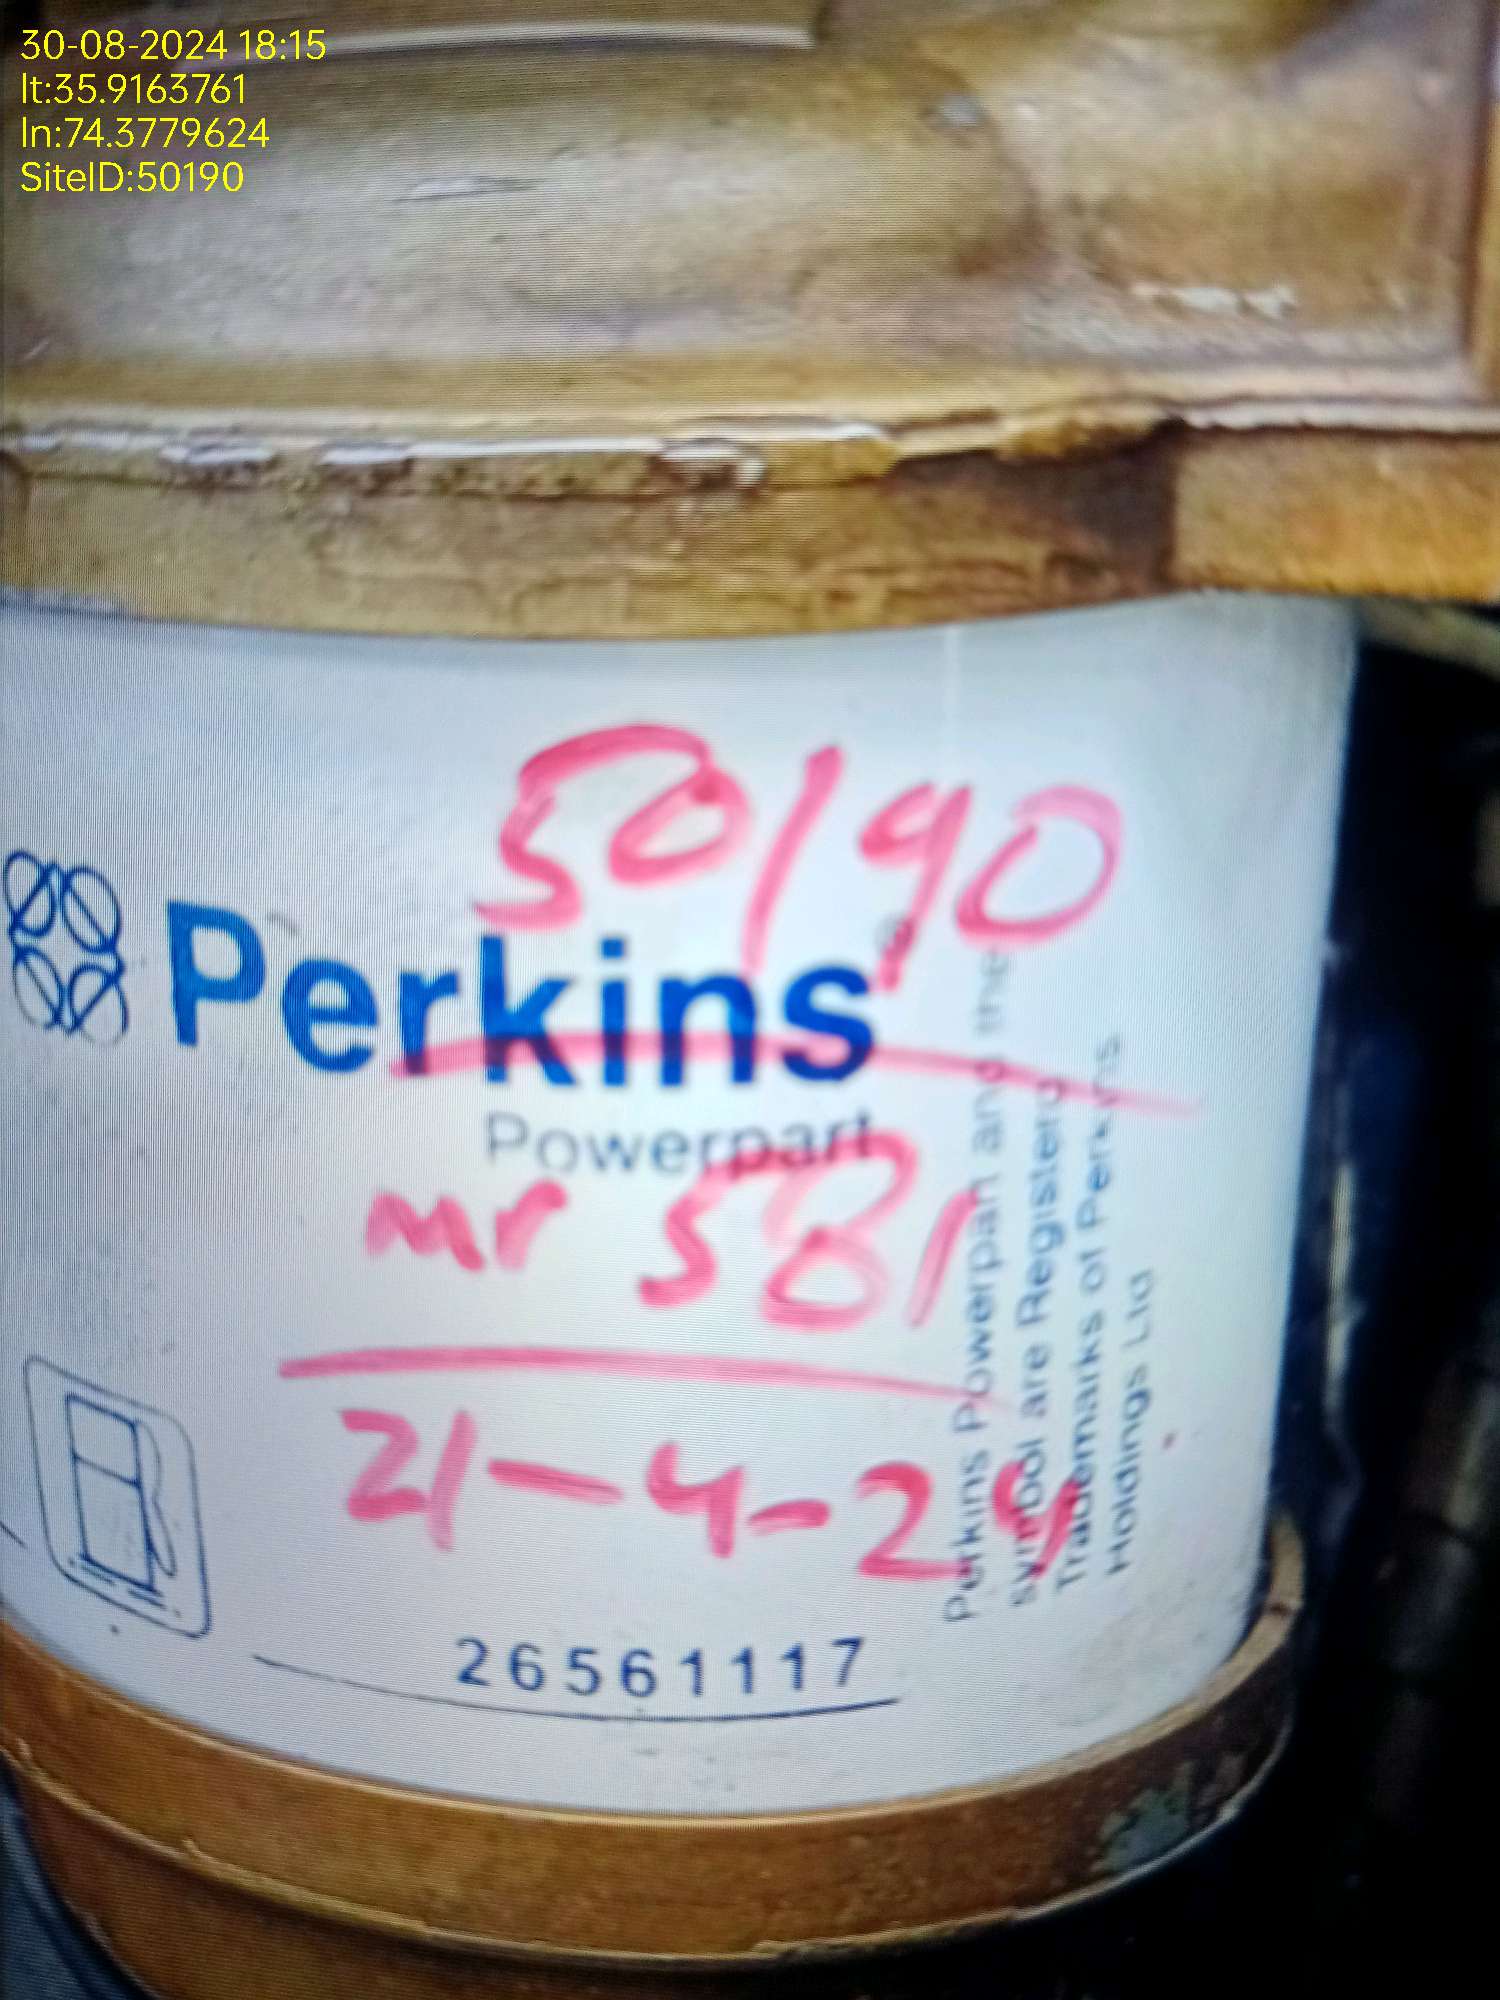 30-08-2024 18:15
lt:35.9163761
ln:74.3779624
SiteID:50190
50190
Perkins
Powerpart
Mr 581
21-4-24
26561117
Perkins Powerpart and the
symbol are Registered
Trademarks of Perkins
Holdings Ltd